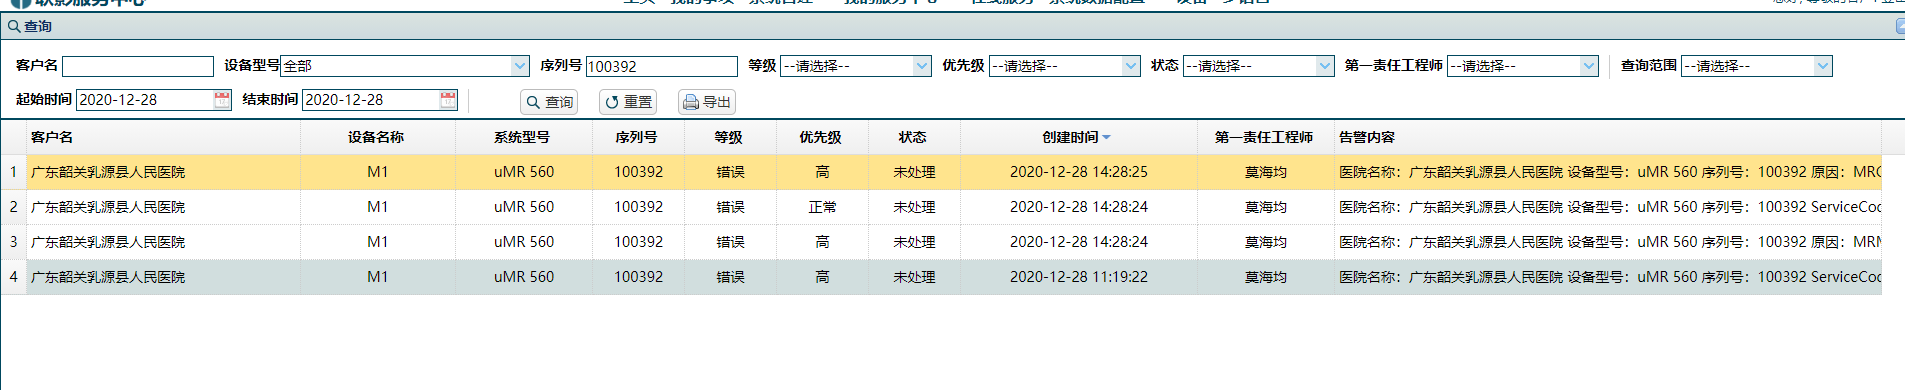 联影服务中心
查询
客户名 设备型号 全部 序列号 100392 等级 --请选择-- 优先级 --请选择-- 状态 --请选择-- 第一责任工程师 --请选择-- 查询范围 --请选择--
起始时间 2020-12-28 结束时间 2020-12-28 查询 重置 导出
客户名 设备名称 系统型号 序列号 等级 优先级 状态 创建时间 第一责任工程师 告警内容
1 广东韶关乳源县人民医院 M1 uMR 560 100392 错误 高 未处理 2020-12-28 14:28:25 莫海均 医院名称：广东韶关乳源县人民医院 设备型号：uMR 560 序列号：100392 原因：MRC
2 广东韶关乳源县人民医院 M1 uMR 560 100392 错误 正常 未处理 2020-12-28 14:28:24 莫海均 医院名称：广东韶关乳源县人民医院 设备型号：uMR 560 序列号：100392 ServiceCod
3 广东韶关乳源县人民医院 M1 uMR 560 100392 错误 高 未处理 2020-12-28 14:28:24 莫海均 医院名称：广东韶关乳源县人民医院 设备型号：uMR 560 序列号：100392 原因：MRM
4 广东韶关乳源县人民医院 M1 uMR 560 100392 错误 高 未处理 2020-12-28 11:19:22 莫海均 医院名称：广东韶关乳源县人民医院 设备型号：uMR 560 序列号：100392 ServiceCod